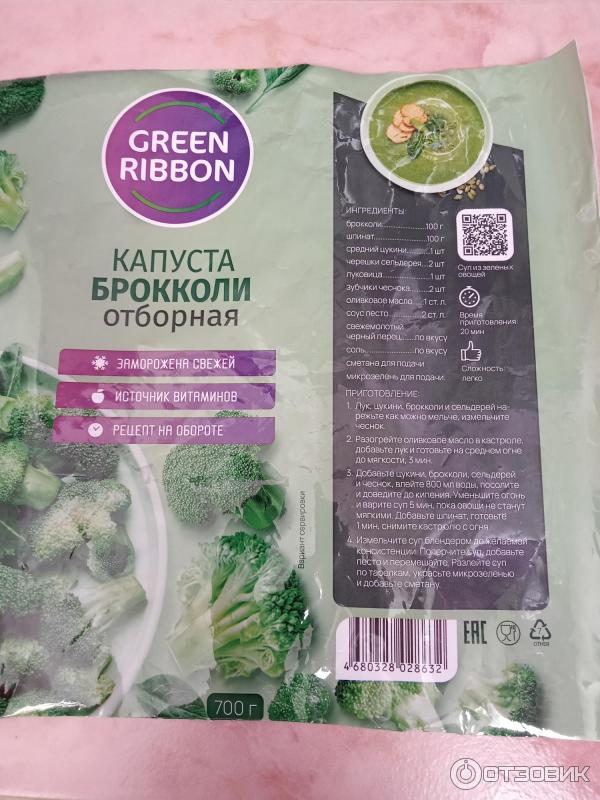 GREEN
RIBBON
КАПУСТА
БРОККОЛИ
отборная
ЗАМОРОЖЕНА СВЕЖЕЙ
ИСТОЧНИК ВИТАМИНОВ
РЕЦЕПТ НА ОБОРОТЕ
Вариант сервировки
700 г
ИНГРЕДИЕНТЫ:
брокколи....................100 г
шпинат.......................100 г
средний цукини......1 шт
черешки сельдерея..2 шт
луковица....................1 шт
зубчики чеснока.......2 шт
оливковое масло....1 ст. л.
соус песто..............2 ст. л.
свежемолотый
черный перец....по вкусу
соль...................по вкусу
сметана для подачи
микрозелень для подачи.
Суп из зеленых
овощей
Время
приготовления:
20 мин
Сложность:
легко
ПРИГОТОВЛЕНИЕ:
1. Лук, цукини, брокколи и сельдерей на-
режьте как можно мельче, измельчите
чеснок.
2. Разогрейте оливковое масло в кастрюле,
добавьте лук и готовьте на среднем огне
до мягкости, 3 мин.
3. Добавьте цукини, брокколи, сельдерей
и чеснок, влейте 800 мл воды, посолите
и доведите до кипения. Уменьшите огонь
и варите суп 5 мин, пока овощи не станут
мягкими. Добавьте шпинат, готовьте
1 мин, снимите кастрюлю с огня.
4. Измельчите суп блендером до желаемой
консистенции. Поперчите суп, добавьте
песто и перемешайте. Разлейте суп
по тарелкам, украсьте микрозеленью
и добавьте сметану.
4 680328 028632
EAC
7
OTHER
ОТЗОВИК